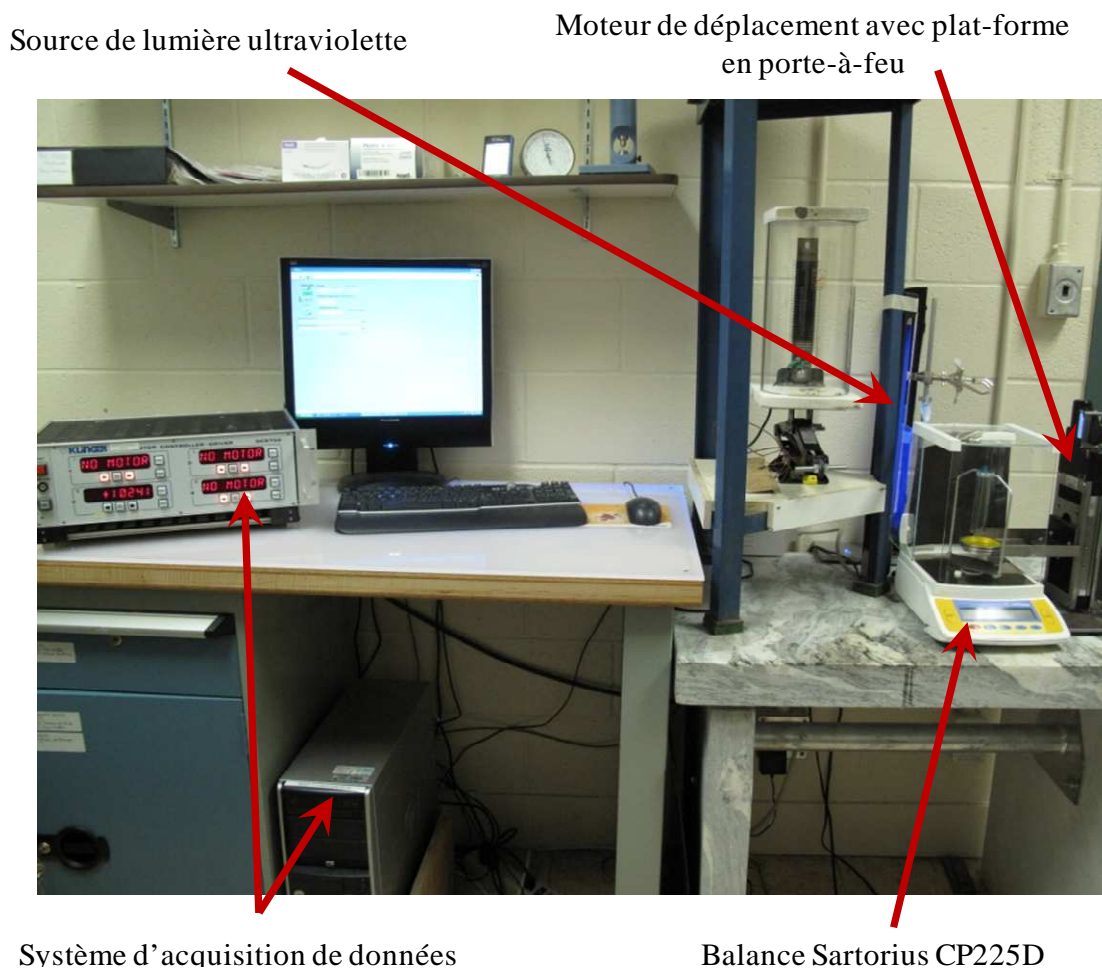 Source de lumière ultraviolette
Moteur de déplacement avec plat-forme
en porte-à-feu
KLINGER
NO MOTOR
NO MOTOR
+10241
NO MOTOR
Système d’acquisition de données
Balance Sartorius CP225D